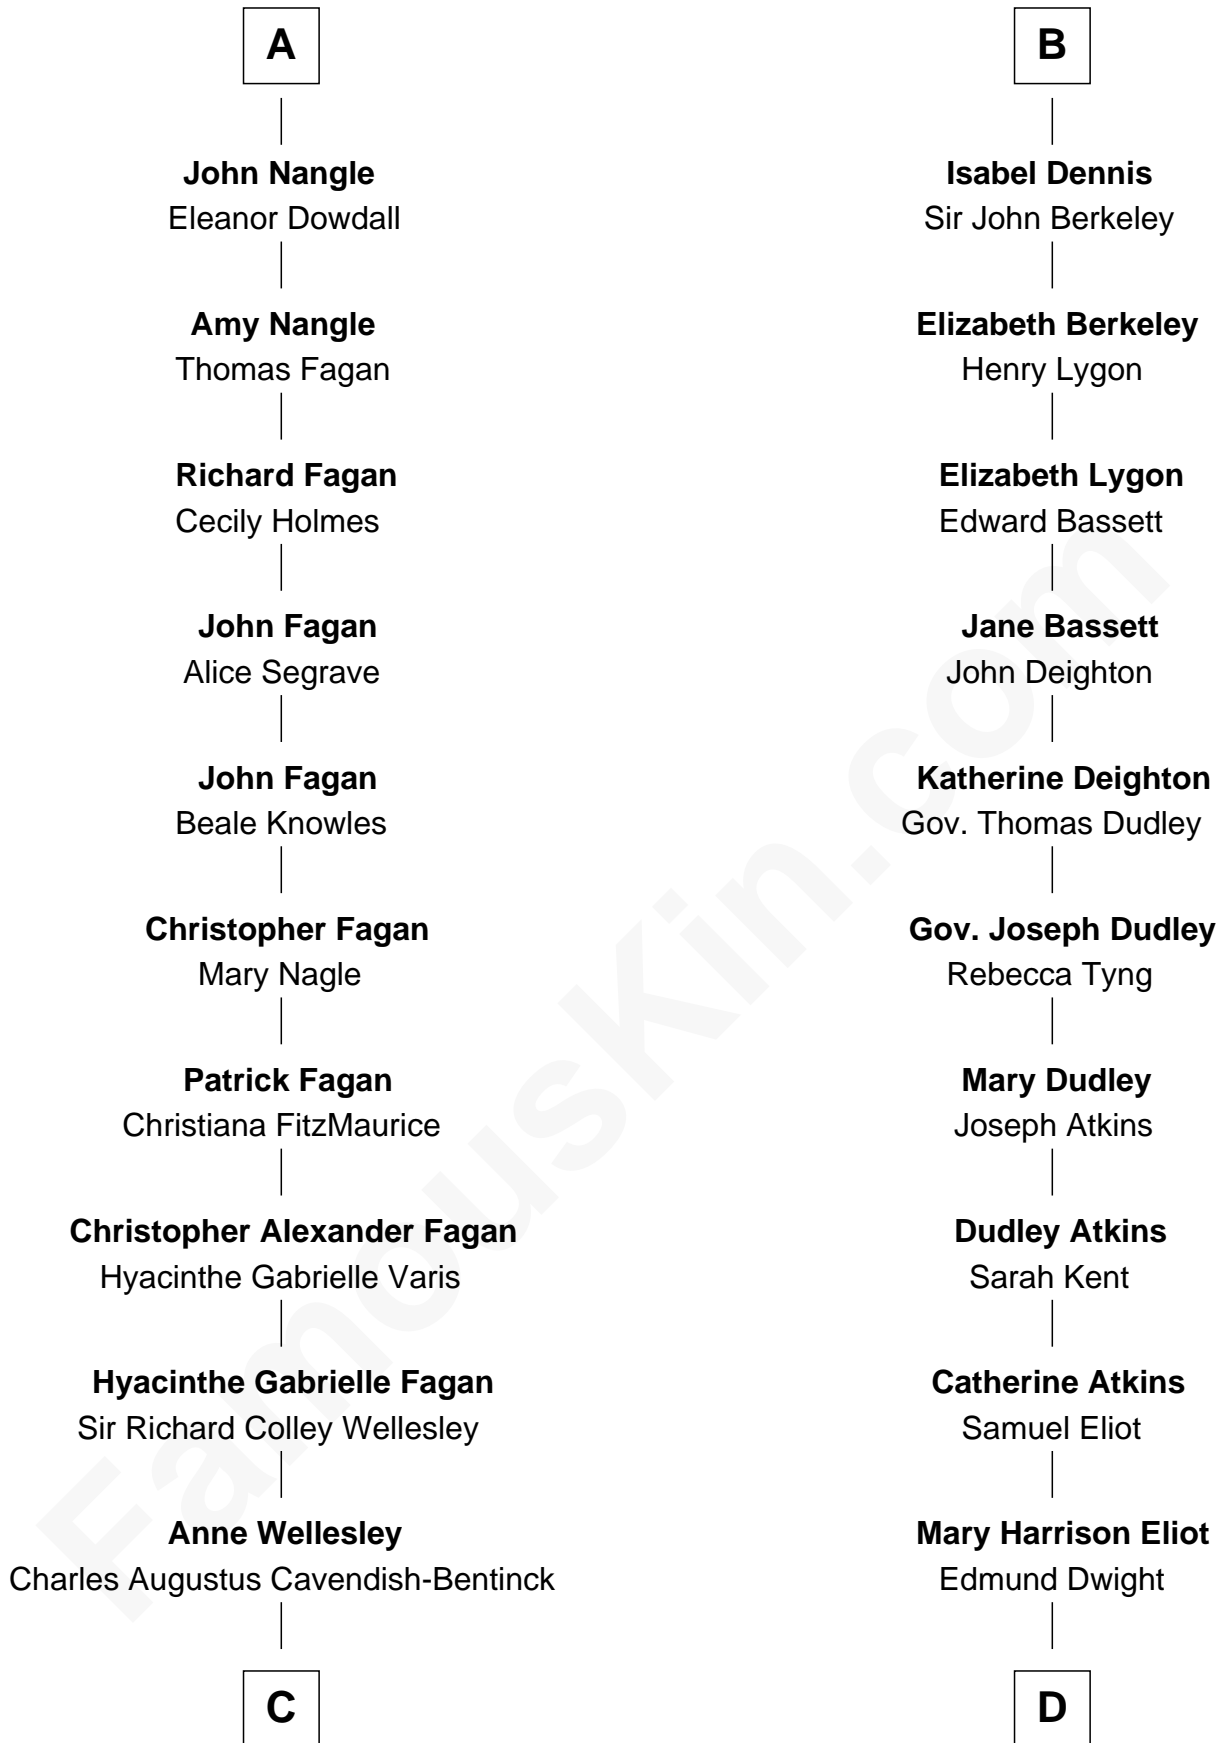 A
John Nangle
Eleanor Dowdall
Amy Nangle
Thomas Fagan
Richard Fagan
Cecily Holmes
John Fagan
Alice Segrave
John Fagan
Beale Knowles
Christopher Fagan
Mary Nagle
Patrick Fagan
Christiana FitzMaurice
Christopher Alexander Fagan
Hyacinthe Gabrielle Varis
Hyacinthe Gabrielle Fagan
Sir Richard Colley Wellesley
Anne Wellesley
Charles Augustus Cavendish-Bentinck
C
B
Isabel Dennis
Sir John Berkeley
Elizabeth Berkeley
Henry Lygon
Elizabeth Lygon
Edward Bassett
Jane Bassett
John Deighton
Katherine Deighton
Gov. Thomas Dudley
Gov. Joseph Dudley
Rebecca Tyng
Mary Dudley
Joseph Atkins
Dudley Atkins
Sarah Kent
Catherine Atkins
Samuel Eliot
Mary Harrison Eliot
Edmund Dwight
D
FamousKin.com